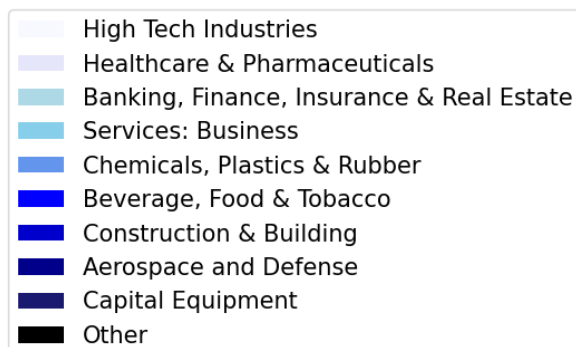 High Tech Industries
Healthcare & Pharmaceuticals
Banking, Finance, Insurance & Real Estate
Services: Business
Chemicals, Plastics & Rubber
Beverage, Food & Tobacco
Construction & Building
Aerospace and Defense
Capital Equipment
Other